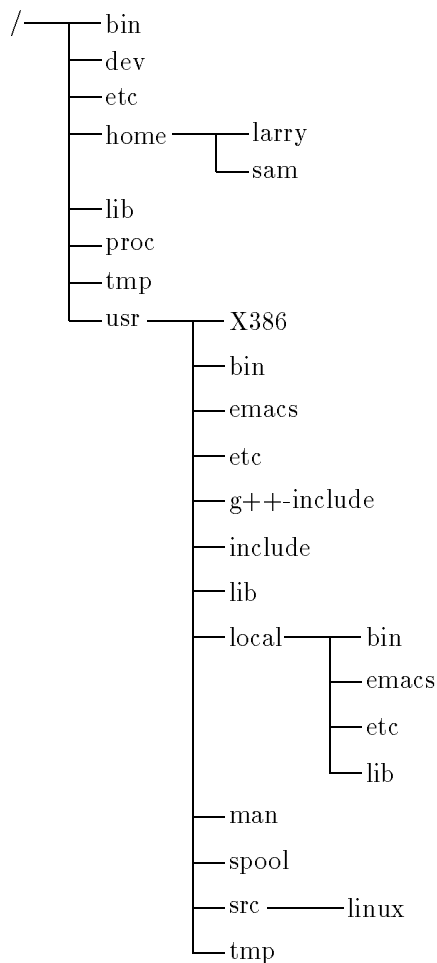 / bin
dev
etc
home larry
sam
lib
proc
tmp
usr X386
bin
emacs
etc
g++-include
include
lib
local bin
emacs
etc
lib
man
spool
src linux
tmp